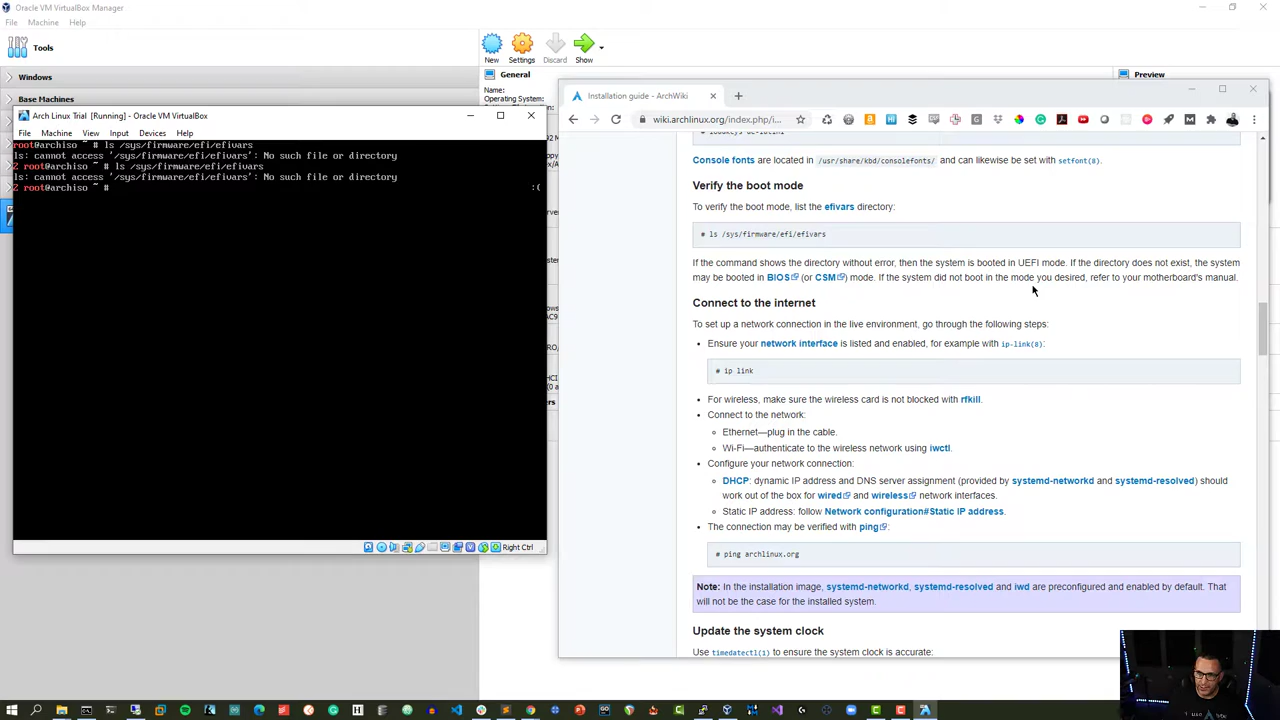 Oracle VM VirtualBox Manager
File Machine Help
Tools
New Settings Discard Show
Windows
General
Preview
Name:
Operating System:
Base Machines
Arch Linux Trial [Running] - Oracle VM VirtualBox
File Machine View Input Devices Help
root@archiso ~ # ls /sys/firmware/efi/efivars
ls: cannot access '/sys/firmware/efi/efivars': No such file or directory
2 root@archiso ~ # ls /sys/firmware/efi/efivars
ls: cannot access '/sys/firmware/efi/efivars': No such file or directory
2 root@archiso ~ # :(
Right Ctrl
Installation guide - ArchWiki
wiki.archlinux.org/index.php/i...
Console fonts are located in /usr/share/kbd/consolefonts/ and can likewise be set with setfont(8).
Verify the boot mode
To verify the boot mode, list the efivars directory:
# ls /sys/firmware/efi/efivars
If the command shows the directory without error, then the system is booted in UEFI mode. If the directory does not exist, the system
may be booted in BIOS (or CSM) mode. If the system did not boot in the mode you desired, refer to your motherboard's manual.
Connect to the internet
To set up a network connection in the live environment, go through the following steps:
• Ensure your network interface is listed and enabled, for example with ip-link(8):
# ip link
• For wireless, make sure the wireless card is not blocked with rfkill.
• Connect to the network:
Ethernet—plug in the cable.
Wi-Fi—authenticate to the wireless network using iwctl.
• Configure your network connection:
DHCP: dynamic IP address and DNS server assignment (provided by systemd-networkd and systemd-resolved) should
work out of the box for wired and wireless network interfaces.
Static IP address: follow Network configuration#Static IP address.
• The connection may be verified with ping:
# ping archlinux.org
Note: In the installation image, systemd-networkd, systemd-resolved and iwd are preconfigured and enabled by default. That
will not be the case for the installed system.
Update the system clock
Use timedatectl(1) to ensure the system clock is accurate: